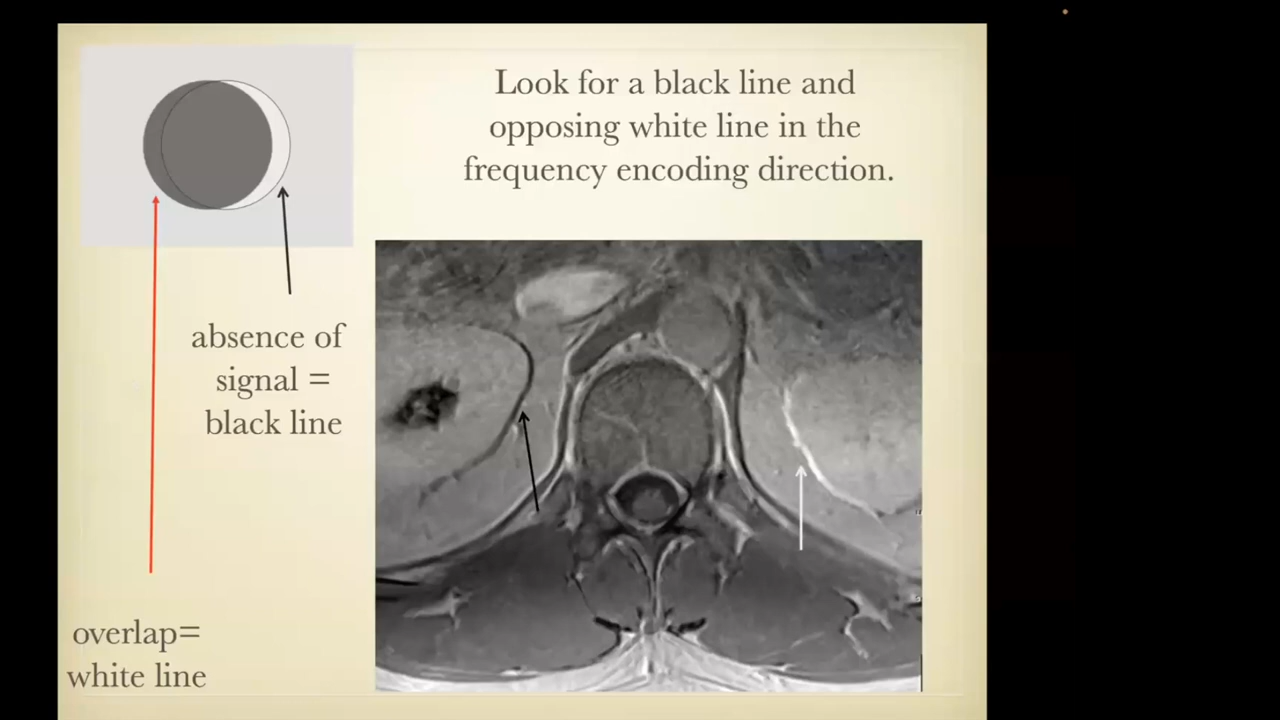 Look for a black line and
opposing white line in the
frequency encoding direction.
absence of
signal =
black line
overlap=
white line